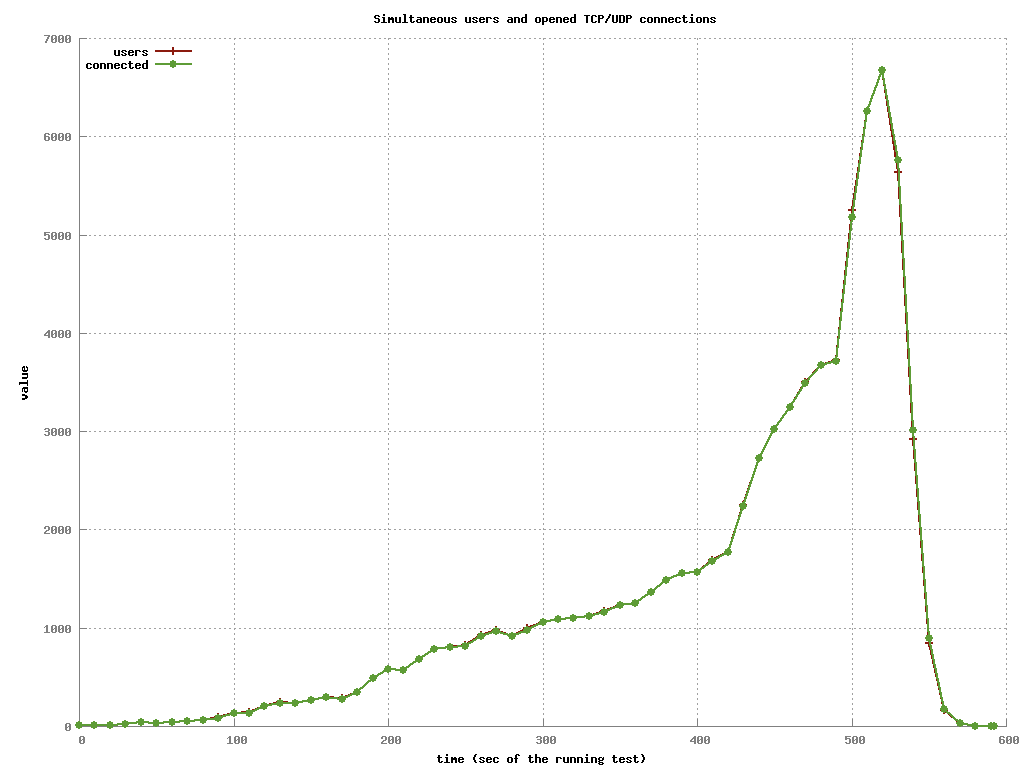 Simultaneous users and opened TCP/UDP connections
7000
users
connected
6000
5000
4000
value
3000
2000
1000
0
0 100 200 300 400 500 600
time (sec of the running test)